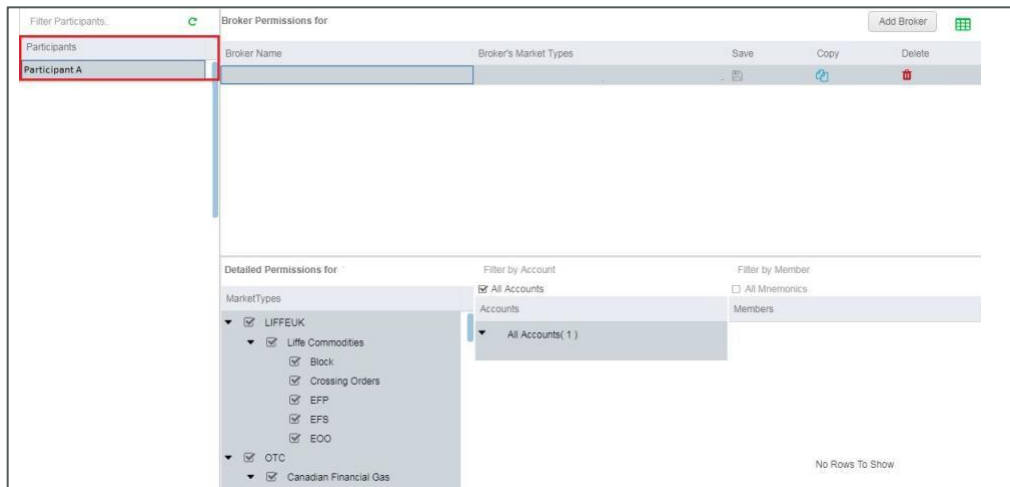 Filter Participants..
Broker Permissions for
Add Broker
Participants
Broker Name
Broker's Market Types
Save
Copy
Delete
Participant A
Detailed Permissions for
Filter by Account
Filter by Member
All Accounts
All Mnemonics
MarketTypes
Accounts
Members
LIFFEUK
All Accounts( 1 )
Liffe Commodities
Block
Crossing Orders
EFP
EFS
EOO
OTC
No Rows To Show
Canadian Financial Gas